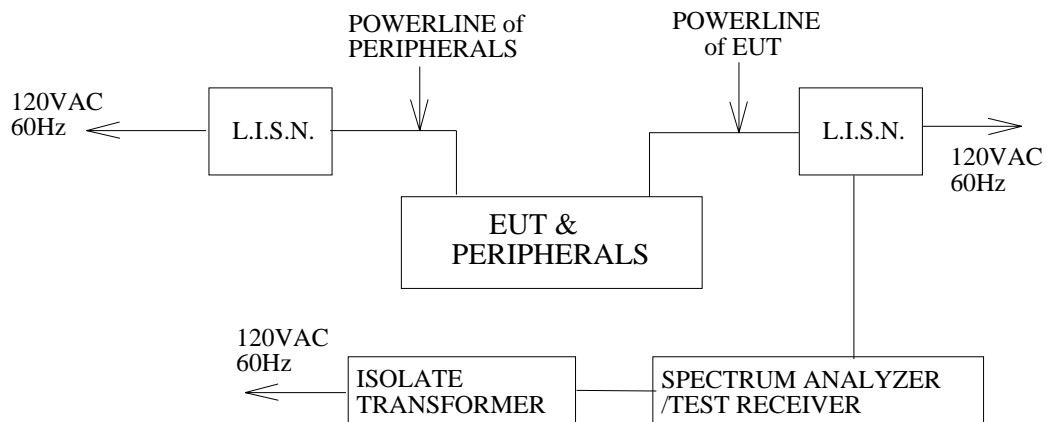 POWERLINE of
PERIPHERALS
POWERLINE
of EUT
120VAC
60Hz
L.I.S.N.
L.I.S.N.
120VAC
60Hz
EUT &
PERIPHERALS
120VAC
60Hz
ISOLATE
TRANSFORMER
SPECTRUM ANALYZER
/TEST RECEIVER